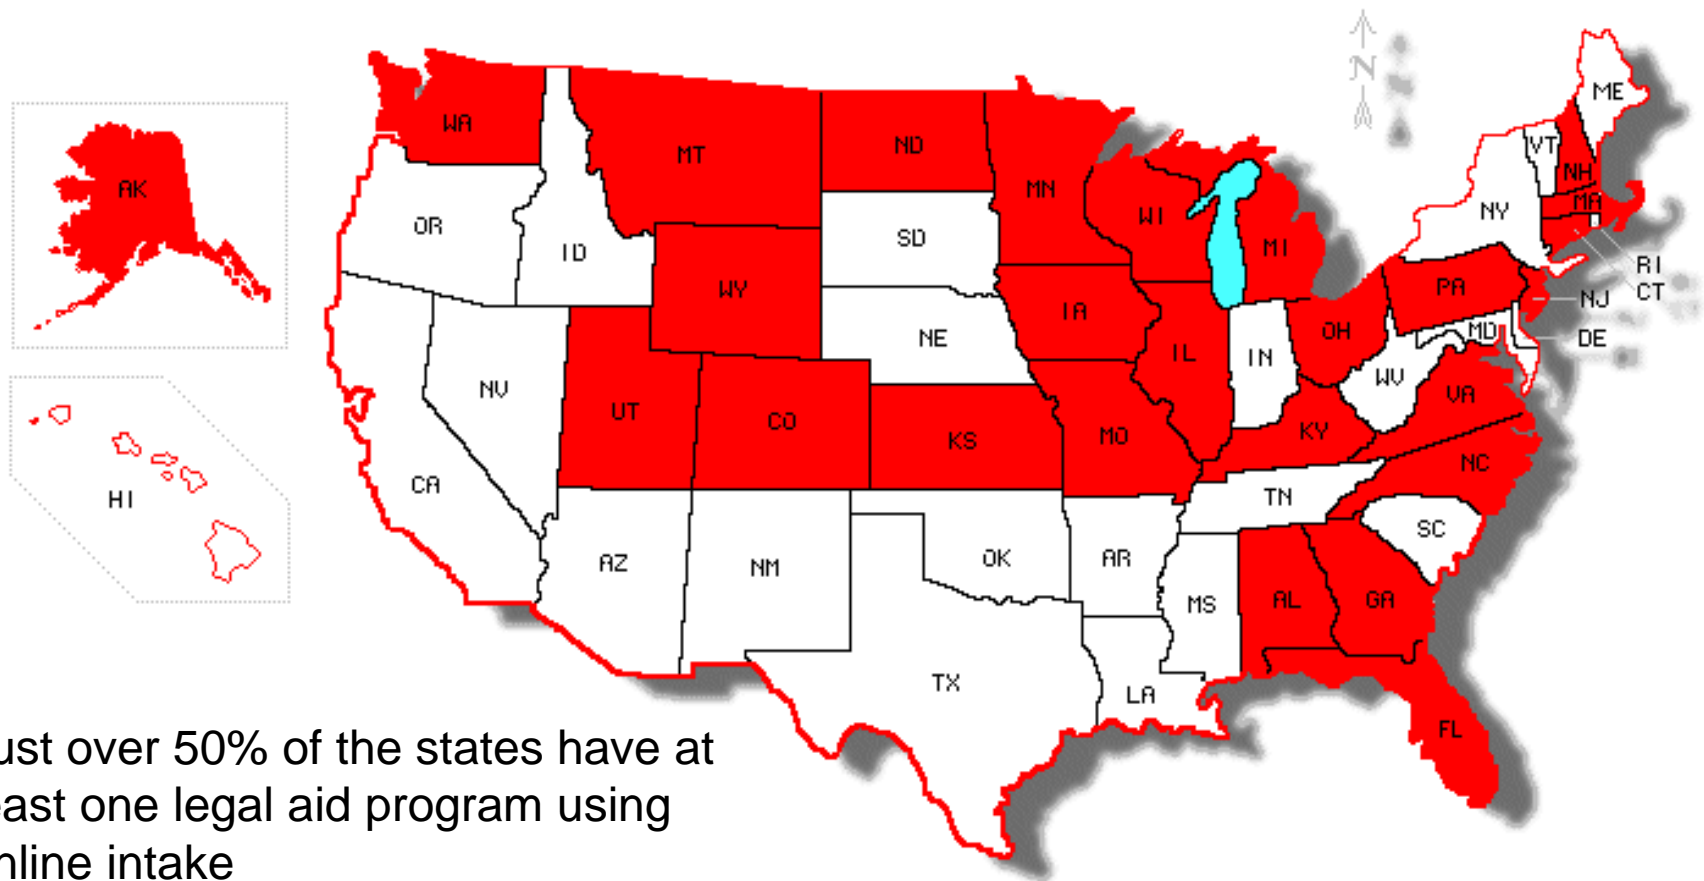 N
ME
WA
VT
MT
ND
NH
AK
MN
MA
WI
NY
OR
SD
MI
ID
RI
WY
PA
CT
IA
NJ
OH
MD
DE
NE
IL
IN
WV
NV
UT
VA
CO
KS
MO
KY
NC
CA
HI
TN
SC
AZ
NM
OK
AR
MS
AL
GA
TX
LA
FL
ust over 50% of the states have at
east one legal aid program using
nline intake